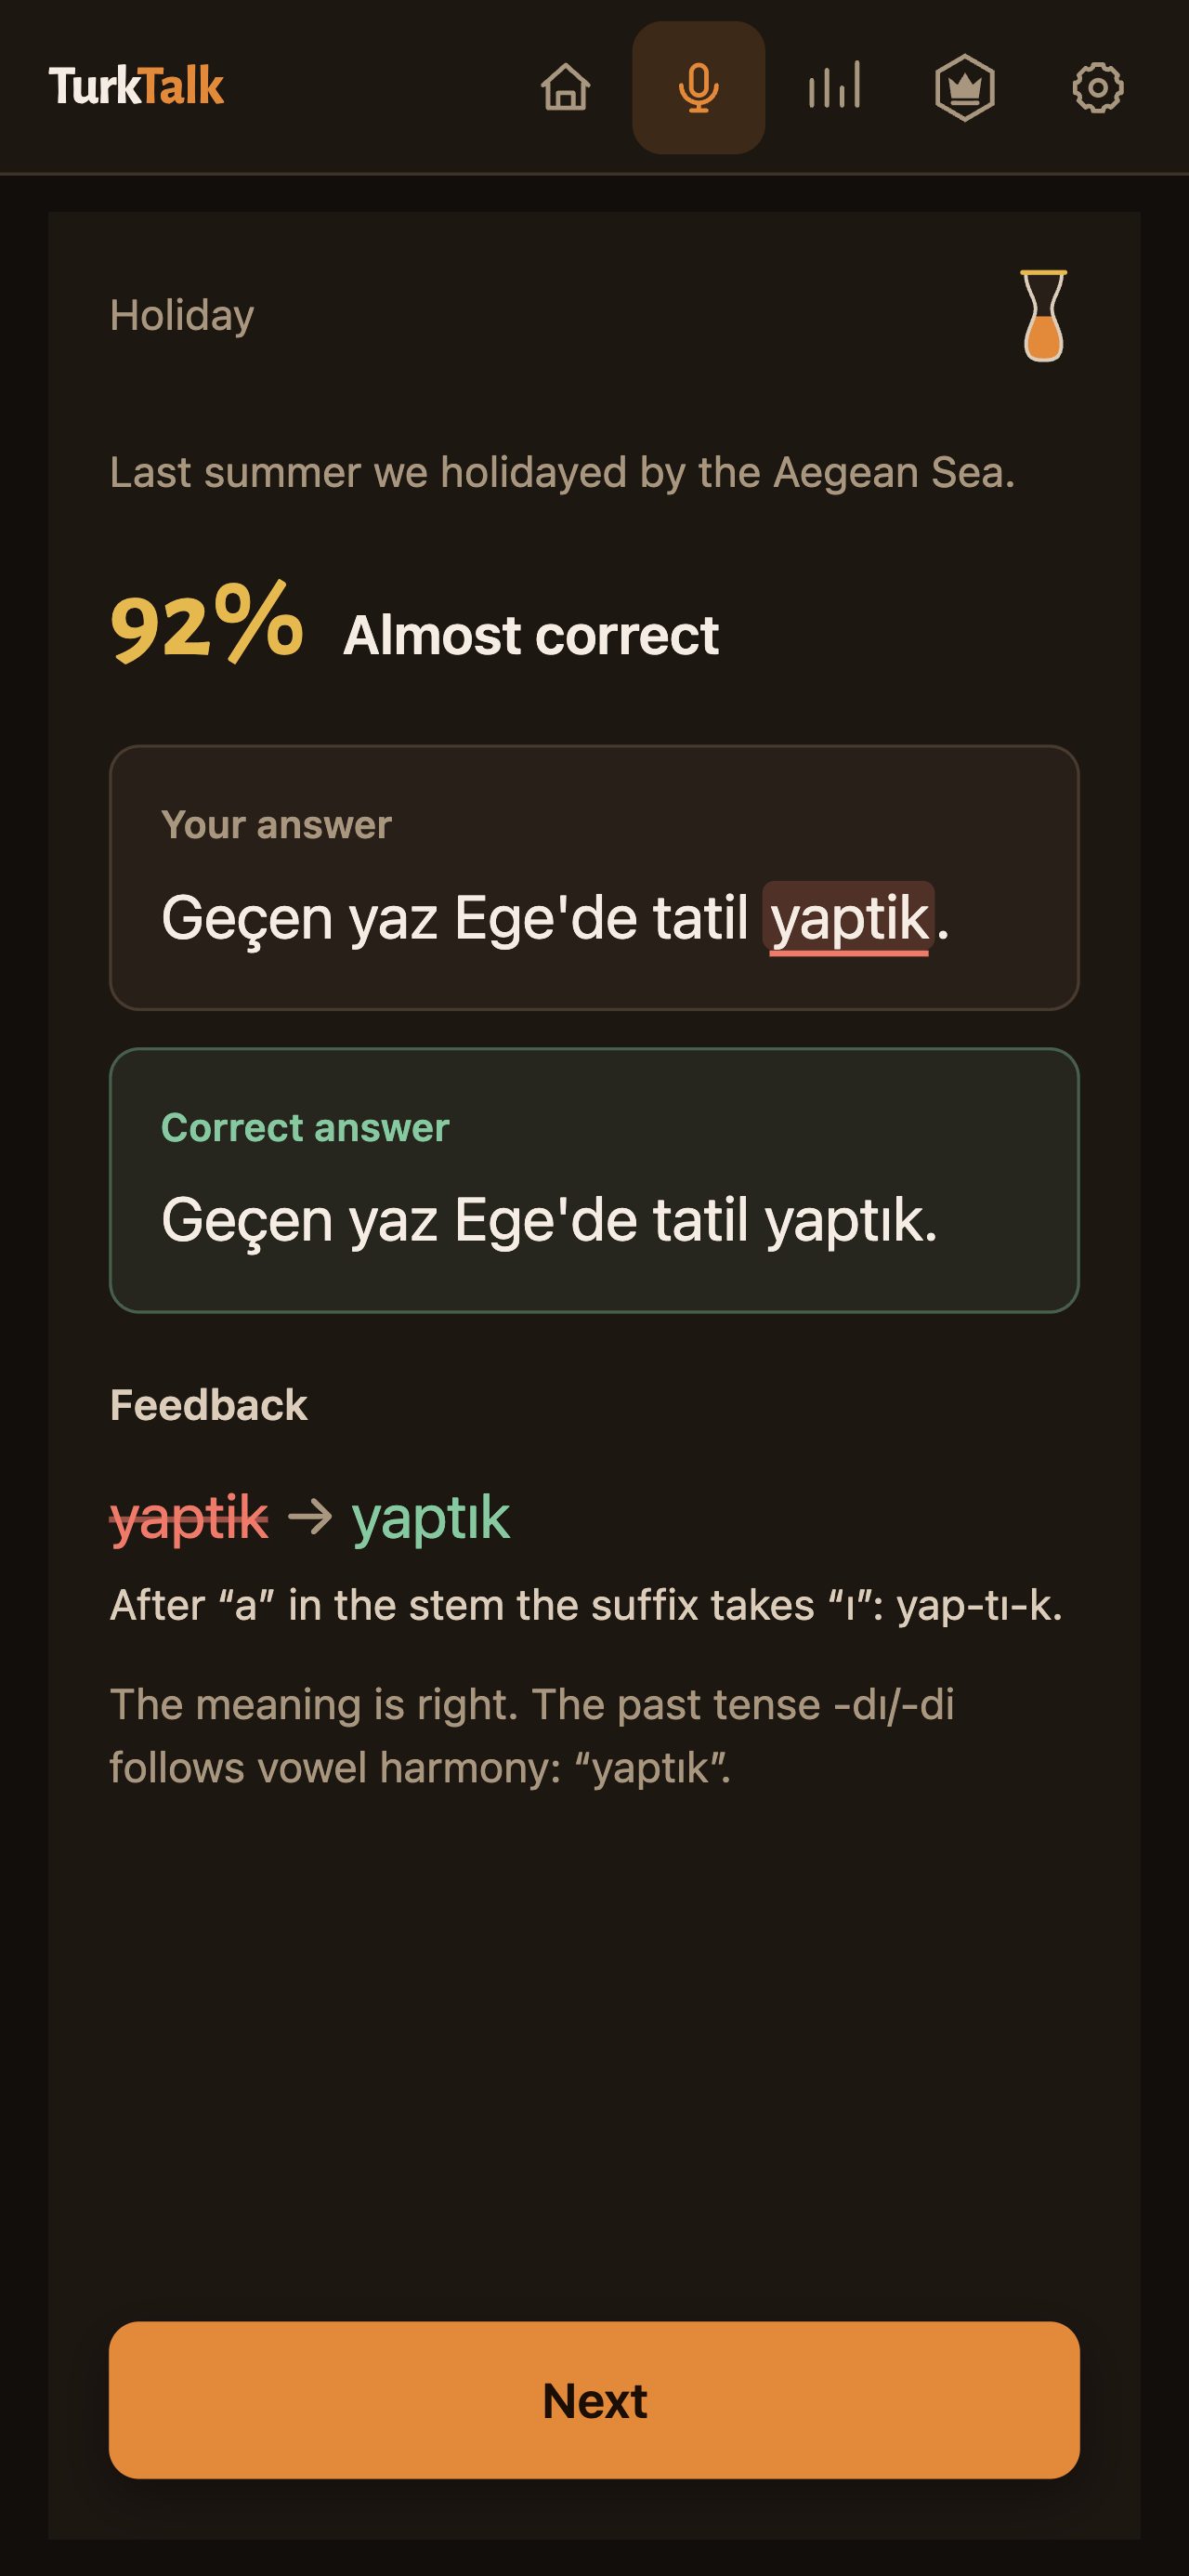 TurkTalk
Holiday
Last summer we holidayed by the Aegean Sea.
92% Almost correct
Your answer
Geçen yaz Ege'de tatil yaptik.
Correct answer
Geçen yaz Ege'de tatil yaptık.
Feedback
yaptik → yaptık
After “a” in the stem the suffix takes “ı”: yap-tı-k.
The meaning is right. The past tense -dı/-di
follows vowel harmony: “yaptık”.
Next